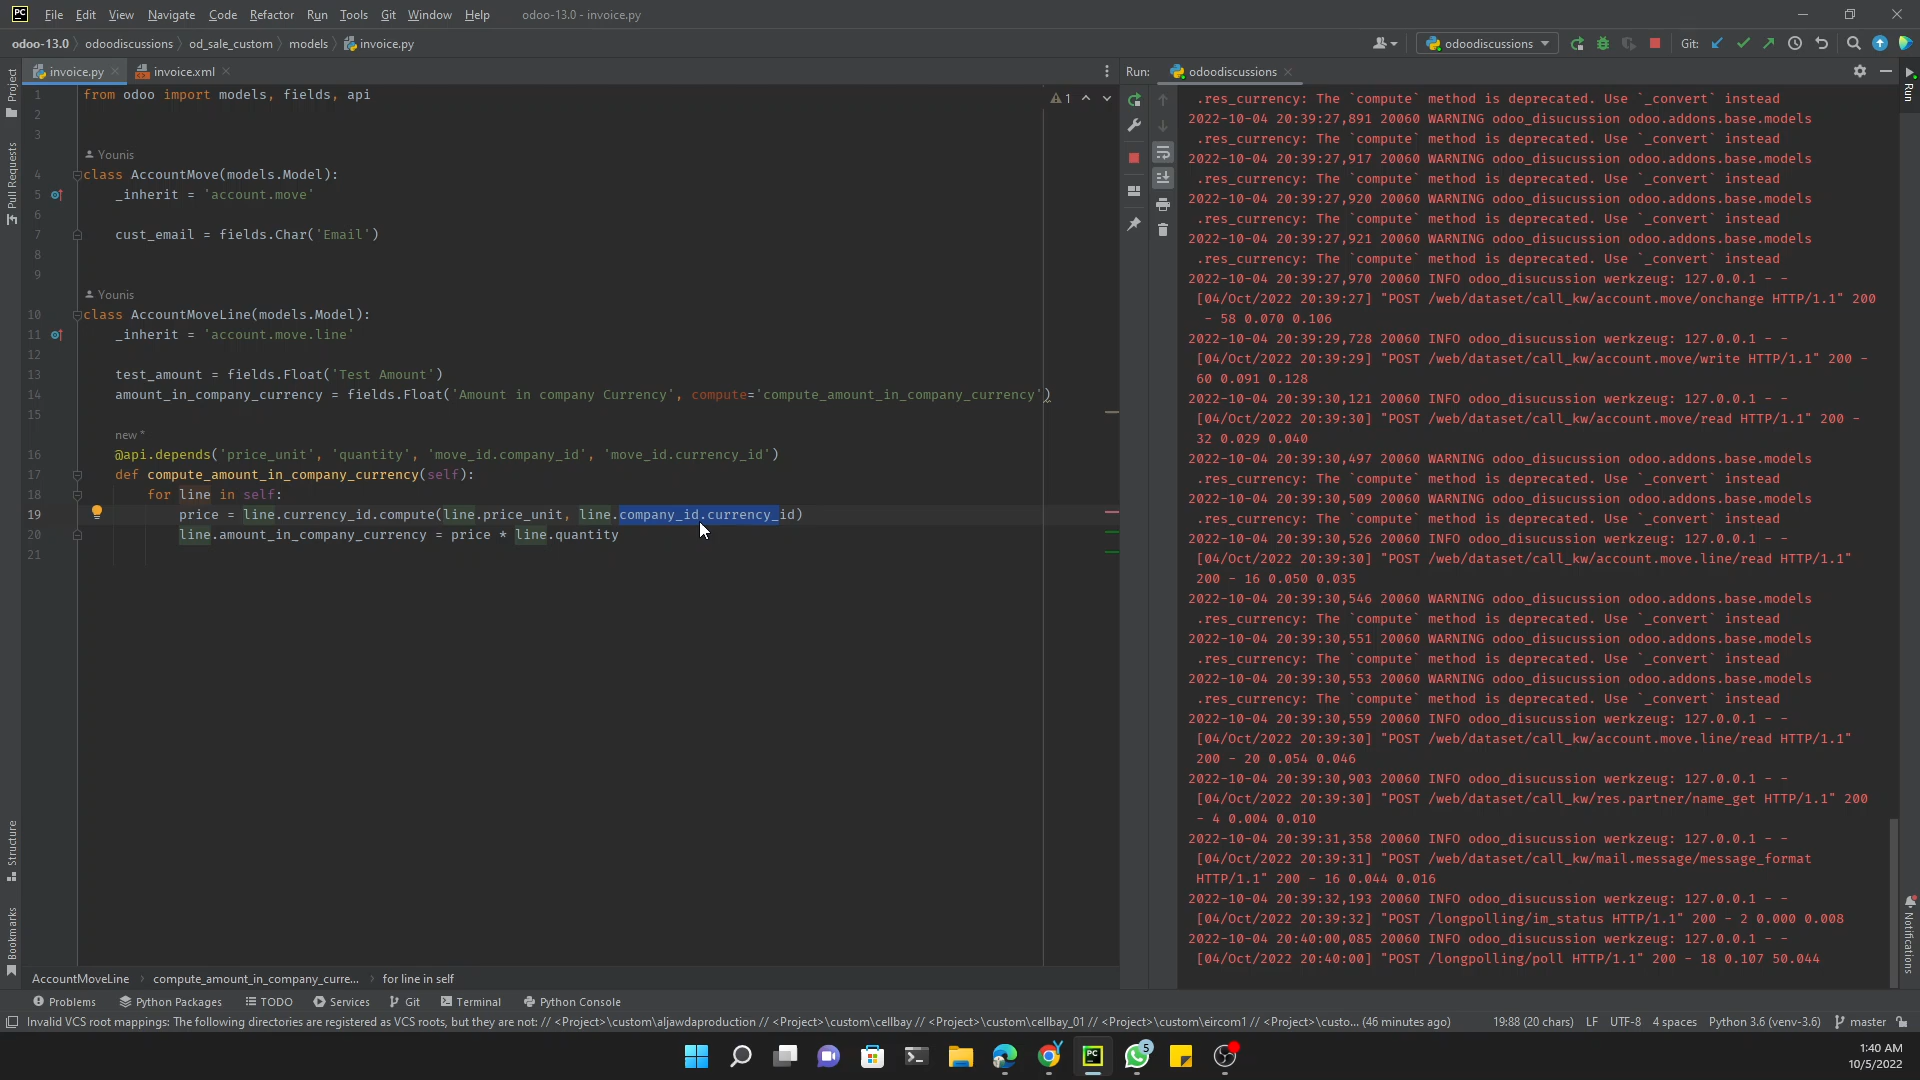 PC File Edit View Navigate Code Refactor Run Tools Git Window Help odoo-13.0 - invoice.py
odoo-13.0 odoodiscussions od_sale_custom models invoice.py odoodiscussions Git:
invoice.py invoice.xml Run: odoodiscussions
Project
Pull Requests
Structure
Bookmarks
1 from odoo import models, fields, api
1
2
3
Younis
4 class AccountMove(models.Model):
5 _inherit = 'account.move'
6
7 cust_email = fields.Char('Email')
8
9
Younis
10 class AccountMoveLine(models.Model):
11 _inherit = 'account.move.line'
12
13 test_amount = fields.Float('Test Amount')
14 amount_in_company_currency = fields.Float('Amount in company Currency', compute='compute_amount_in_company_currency')
15
new *
16 @api.depends('price_unit', 'quantity', 'move_id.company_id', 'move_id.currency_id')
17 def compute_amount_in_company_currency(self):
18 for line in self:
19 price = line.currency_id.compute(line.price_unit, line.company_id.currency_id)
20 line.amount_in_company_currency = price * line.quantity
21
.res_currency: The `compute` method is deprecated. Use `_convert` instead
2022-10-04 20:39:27,891 20060 WARNING odoo_disucussion odoo.addons.base.models
.res_currency: The `compute` method is deprecated. Use `_convert` instead
2022-10-04 20:39:27,917 20060 WARNING odoo_disucussion odoo.addons.base.models
.res_currency: The `compute` method is deprecated. Use `_convert` instead
2022-10-04 20:39:27,920 20060 WARNING odoo_disucussion odoo.addons.base.models
.res_currency: The `compute` method is deprecated. Use `_convert` instead
2022-10-04 20:39:27,921 20060 WARNING odoo_disucussion odoo.addons.base.models
.res_currency: The `compute` method is deprecated. Use `_convert` instead
2022-10-04 20:39:27,970 20060 INFO odoo_disucussion werkzeug: 127.0.0.1 - -
[04/Oct/2022 20:39:27] "POST /web/dataset/call_kw/account.move/onchange HTTP/1.1" 200
- 58 0.070 0.106
2022-10-04 20:39:29,728 20060 INFO odoo_disucussion werkzeug: 127.0.0.1 - -
[04/Oct/2022 20:39:29] "POST /web/dataset/call_kw/account.move/write HTTP/1.1" 200 -
60 0.091 0.128
2022-10-04 20:39:30,121 20060 INFO odoo_disucussion werkzeug: 127.0.0.1 - -
[04/Oct/2022 20:39:30] "POST /web/dataset/call_kw/account.move/read HTTP/1.1" 200 -
32 0.029 0.040
2022-10-04 20:39:30,497 20060 WARNING odoo_disucussion odoo.addons.base.models
.res_currency: The `compute` method is deprecated. Use `_convert` instead
2022-10-04 20:39:30,509 20060 WARNING odoo_disucussion odoo.addons.base.models
.res_currency: The `compute` method is deprecated. Use `_convert` instead
2022-10-04 20:39:30,526 20060 INFO odoo_disucussion werkzeug: 127.0.0.1 - -
[04/Oct/2022 20:39:30] "POST /web/dataset/call_kw/account.move.line/read HTTP/1.1"
200 - 16 0.050 0.035
2022-10-04 20:39:30,546 20060 WARNING odoo_disucussion odoo.addons.base.models
.res_currency: The `compute` method is deprecated. Use `_convert` instead
2022-10-04 20:39:30,551 20060 WARNING odoo_disucussion odoo.addons.base.models
.res_currency: The `compute` method is deprecated. Use `_convert` instead
2022-10-04 20:39:30,553 20060 WARNING odoo_disucussion odoo.addons.base.models
.res_currency: The `compute` method is deprecated. Use `_convert` instead
2022-10-04 20:39:30,559 20060 INFO odoo_disucussion werkzeug: 127.0.0.1 - -
[04/Oct/2022 20:39:30] "POST /web/dataset/call_kw/account.move.line/read HTTP/1.1"
200 - 20 0.054 0.046
2022-10-04 20:39:30,903 20060 INFO odoo_disucussion werkzeug: 127.0.0.1 - -
[04/Oct/2022 20:39:30] "POST /web/dataset/call_kw/res.partner/name_get HTTP/1.1" 200
- 4 0.004 0.010
2022-10-04 20:39:31,358 20060 INFO odoo_disucussion werkzeug: 127.0.0.1 - -
[04/Oct/2022 20:39:31] "POST /web/dataset/call_kw/mail.message/message_format
HTTP/1.1" 200 - 16 0.044 0.016
2022-10-04 20:39:32,193 20060 INFO odoo_disucussion werkzeug: 127.0.0.1 - -
[04/Oct/2022 20:39:32] "POST /longpolling/im_status HTTP/1.1" 200 - 2 0.000 0.008
2022-10-04 20:40:00,085 20060 INFO odoo_disucussion werkzeug: 127.0.0.1 - -
[04/Oct/2022 20:40:00] "POST /longpolling/poll HTTP/1.1" 200 - 18 0.107 50.044
Run
Notifications
AccountMoveLine compute_amount_in_company_curre... for line in self
Problems Python Packages TODO Services Git Terminal Python Console
Invalid VCS root mappings: The following directories are registered as VCS roots, but they are not: // <Project>\custom\aljawdaproduction // <Project>\custom\cellbay // <Project>\custom\cellbay_01 // <Project>\custom\eircom1 // <Project>\custo... (46 minutes ago) 19:88 (20 chars) LF UTF-8 4 spaces Python 3.6 (venv-3.6) master
PC 5
1:40 AM
10/5/2022